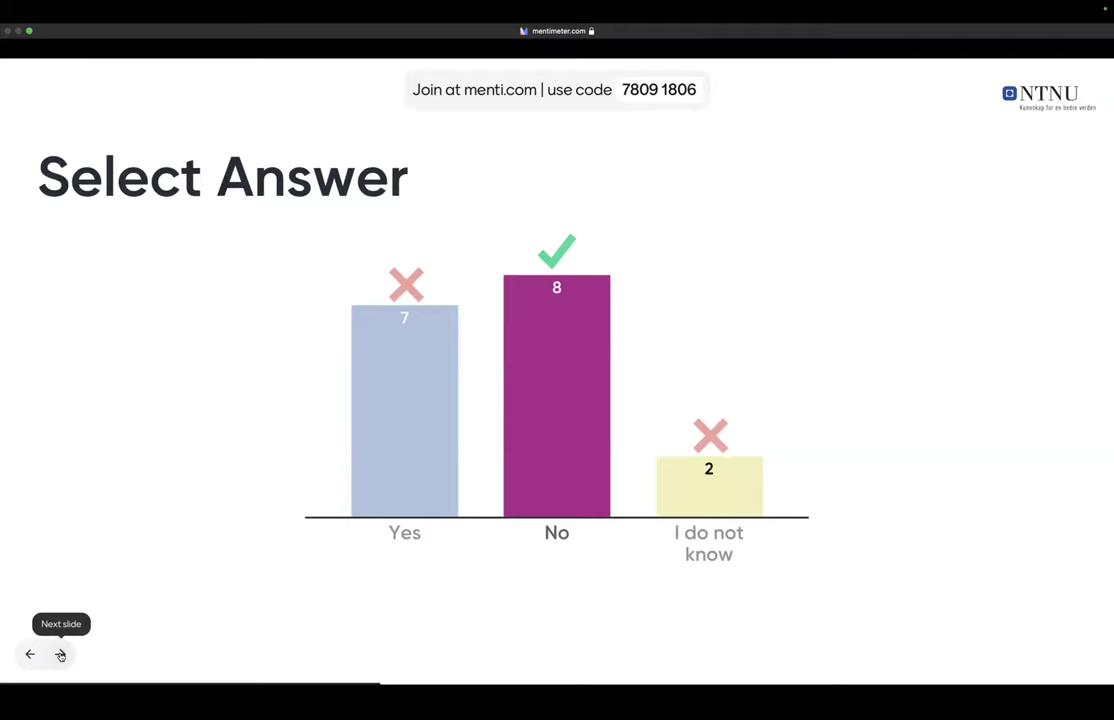 mentimeter.com
Join at menti.com | use code 7809 1806
NTNU
Kunnskap for en bedre verden
Select Answer
7
8
2
Yes
No
I do not
know
Next slide